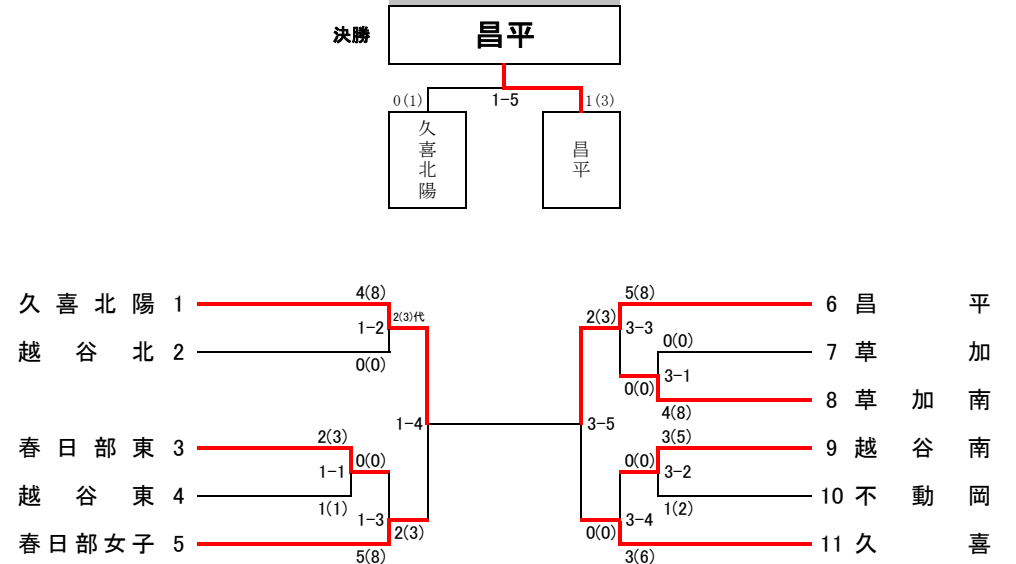 決勝
昌平
0(1)
1-5
1(3)
久喜北陽
昌平
久喜北陽 1
4(8)
1-2
2(3)代
越谷北 2
0(0)
1-4
春日部東 3
2(3)
1-1
0(0)
越谷東 4
1(1)
1-3
2(3)
春日部女子 5
5(8)
5(8)
6 昌平
2(3)
3-3
0(0)
7 草加
0(0)
3-1
8 草加南
4(8)
3-5
3(5)
9 越谷南
0(0)
3-2
10 不動岡
1(2)
3-4
0(0)
11 久喜
3(6)